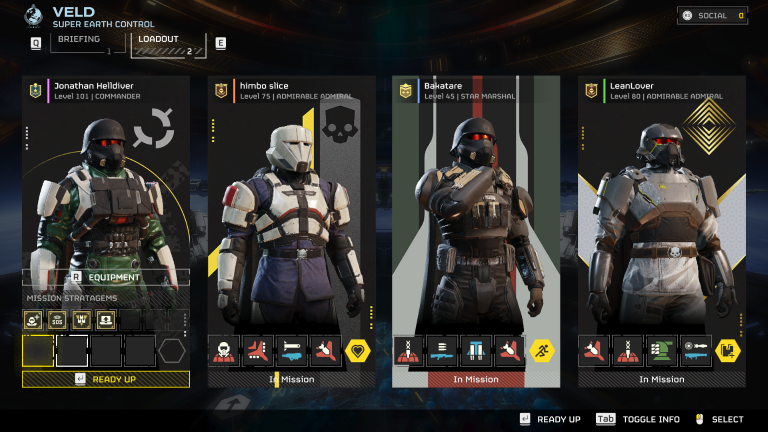 VELD
SUPER EARTH CONTROL
SOCIAL 0
Q BRIEFING 1 LOADOUT 2 E
Jonathan Helldiver
Level 101 | COMMANDER
himbo slice
Level 75 | ADMIRABLE ADMIRAL
Bakatare
Level 45 | STAR MARSHAL
LeanLover
Level 80 | ADMIRABLE ADMIRAL
R EQUIPMENT
MISSION STRATAGEMS
SOS
READY UP
In Mission
In Mission
In Mission
READY UP Tab TOGGLE INFO SELECT